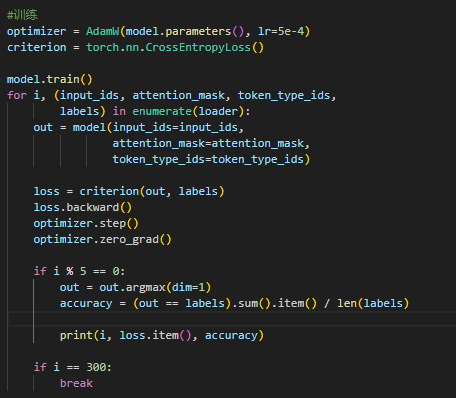 #训练
optimizer = AdamW(model.parameters(), lr=5e-4)
criterion = torch.nn.CrossEntropyLoss()
model.train()
for i, (input_ids, attention_mask, token_type_ids,
        labels) in enumerate(loader):
    out = model(input_ids=input_ids,
                attention_mask=attention_mask,
                token_type_ids=token_type_ids)
    loss = criterion(out, labels)
    loss.backward()
    optimizer.step()
    optimizer.zero_grad()
    if i % 5 == 0:
        out = out.argmax(dim=1)
        accuracy = (out == labels).sum().item() / len(labels)
        print(i, loss.item(), accuracy)
    if i == 300:
        break